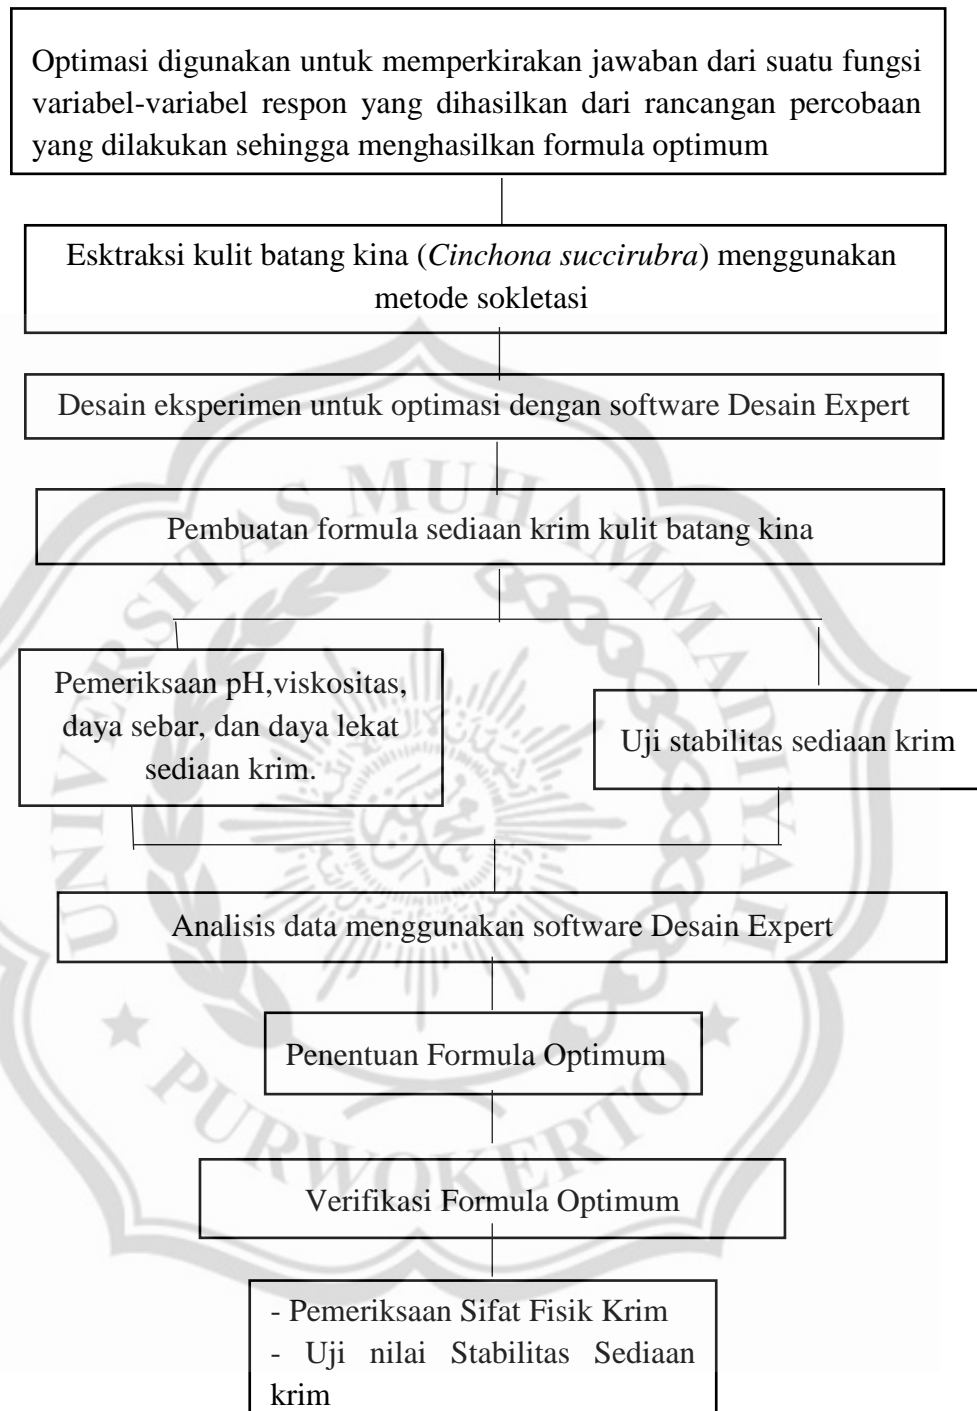 Optimasi digunakan untuk memperkirakan jawaban dari suatu fungsi
variabel-variabel respon yang dihasilkan dari rancangan percobaan
yang dilakukan sehingga menghasilkan formula optimum
Esktraksi kulit batang kina (Cinchona succirubra) menggunakan
metode sokletasi
Desain eksperimen untuk optimasi dengan software Desain Expert
Pembuatan formula sediaan krim kulit batang kina
Pemeriksaan pH,viskositas,
daya sebar, dan daya lekat
sediaan krim.
Uji stabilitas sediaan krim
Analisis data menggunakan software Desain Expert
Penentuan Formula Optimum
Verifikasi Formula Optimum
- Pemeriksaan Sifat Fisik Krim
- Uji nilai Stabilitas Sediaan
krim
UNIVERSITAS MUHAMMADIYAH
PURWOKERTO